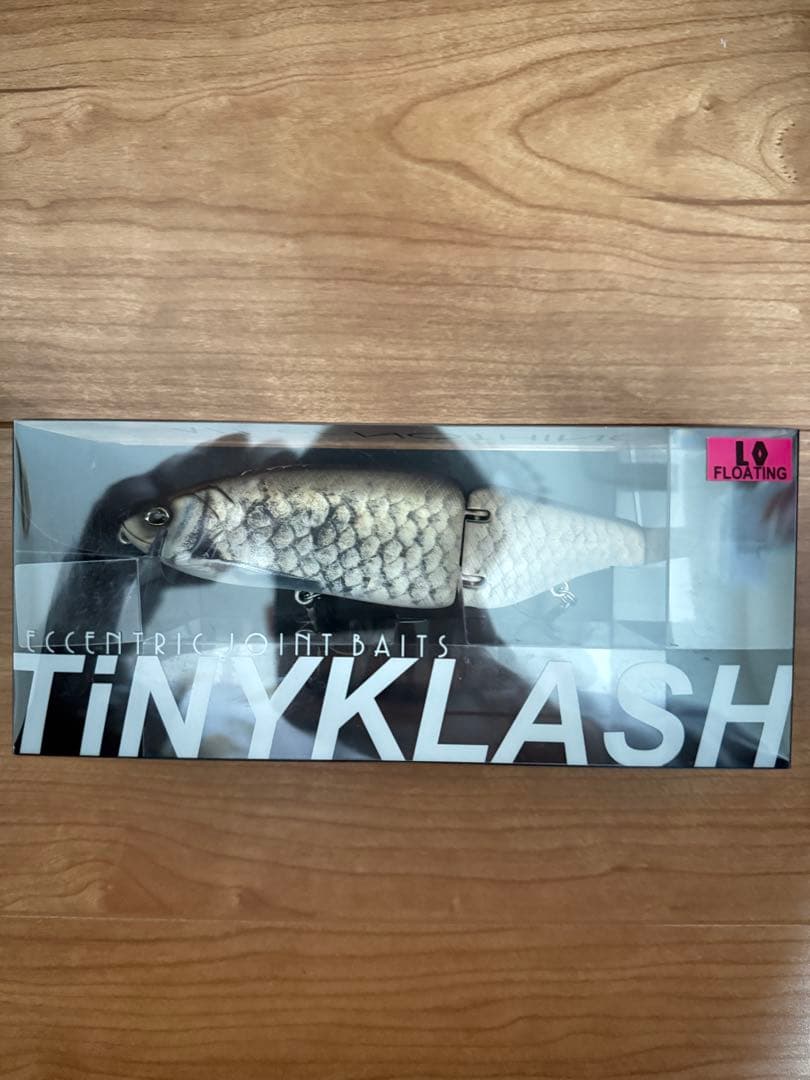 LO
FLOATING
ECCENTRIC JOINT BAITS
TiNYKLASH